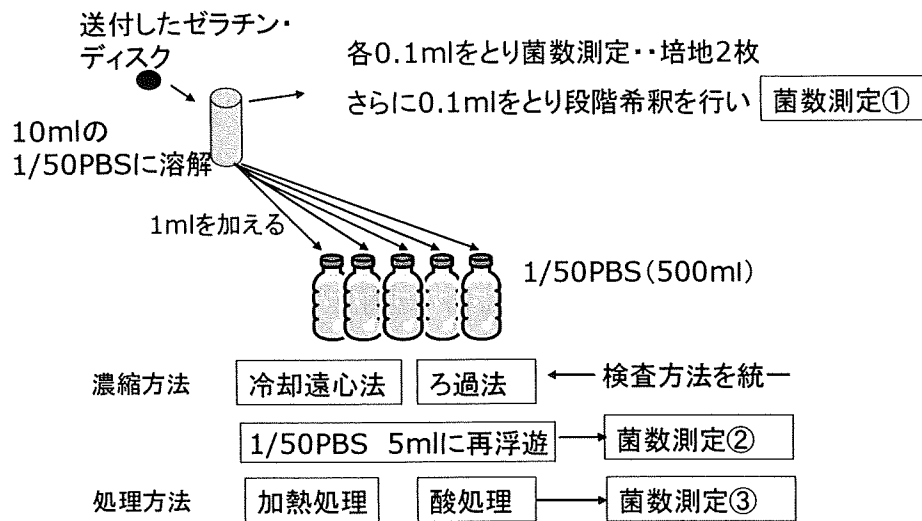 送付したゼラチン・
ディスク
各0.1mlをとり菌数測定・・培地2枚
さらに0.1mlをとり段階希釈を行い 菌数測定①
10mlの
1/50PBSに溶解
1mlを加える
1/50PBS(500ml)
濃縮方法 冷却遠心法 ろ過法 検査方法を統一
1/50PBS 5mlに再浮遊 菌数測定②
処理方法 加熱処理 酸処理 菌数測定③